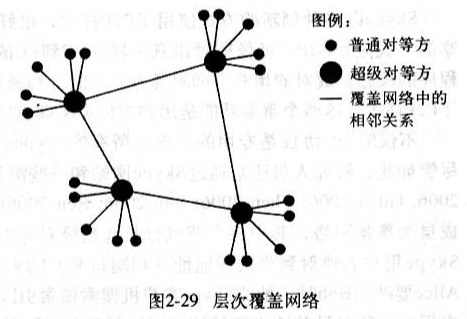 图例：
普通对等方
超级对等方
覆盖网络中的
相邻关系
图2-29 层次覆盖网络